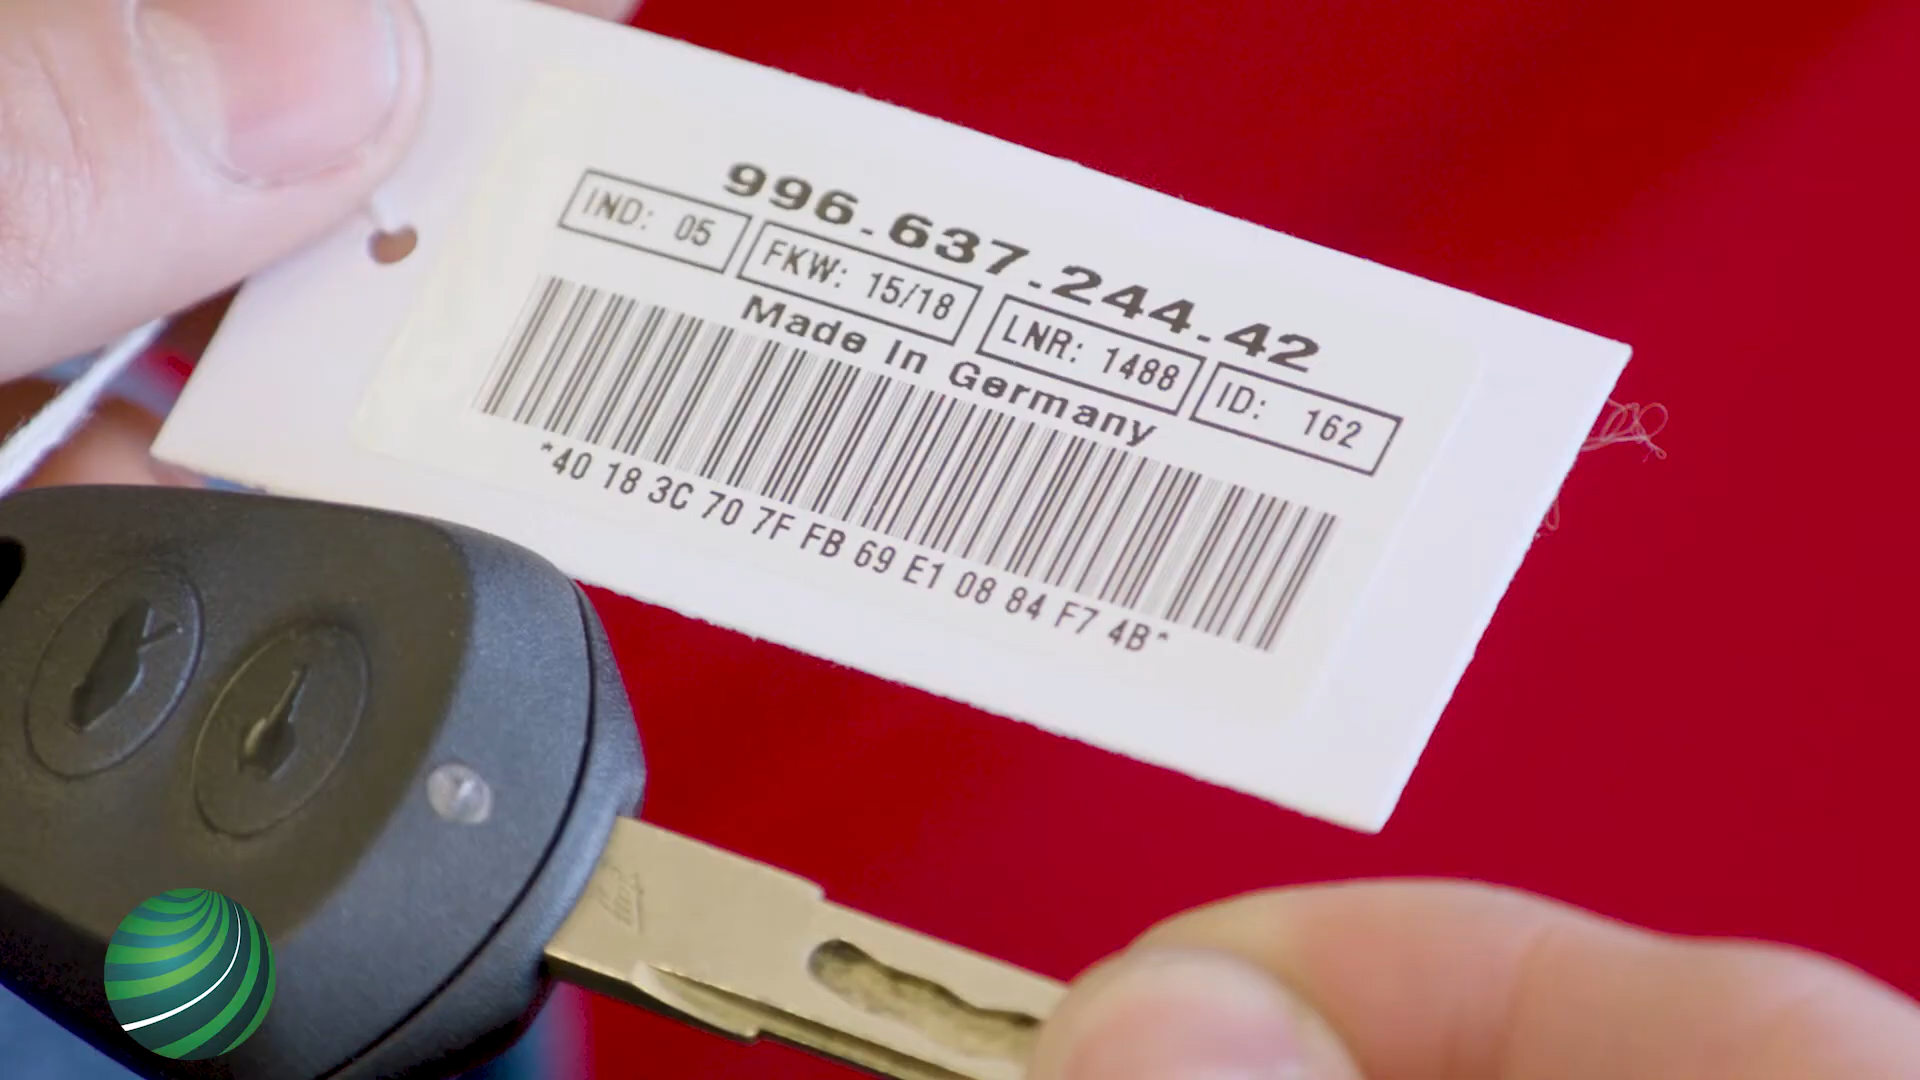 996.637.244.42
IND: 05 FKW: 15/18 LNR: 1488 ID: 162
Made in Germany
*40 18 3C 70 7F FB 69 E1 08 84 F7 4B*